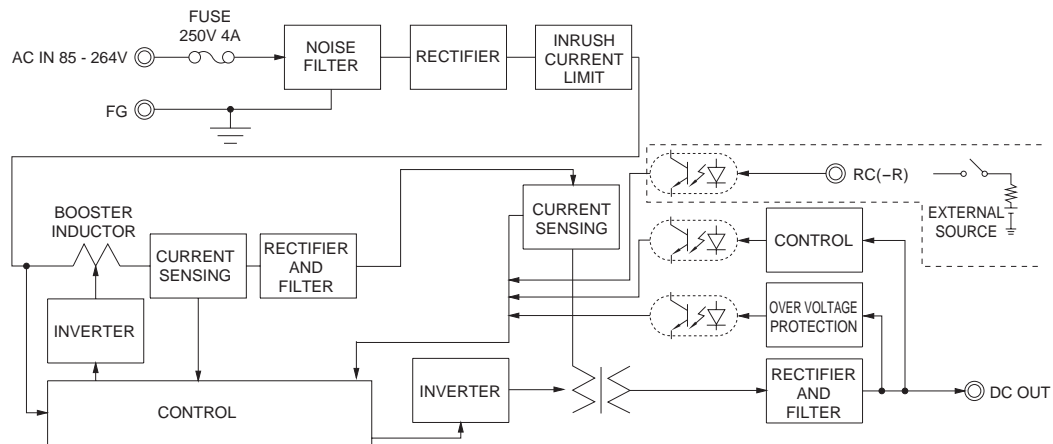 FUSE
250V 4A
AC IN 85 - 264V
NOISE
FILTER
RECTIFIER
INRUSH
CURRENT
LIMIT
FG
RC(−R)
EXTERNAL
SOURCE
CURRENT
SENSING
BOOSTER
INDUCTOR
CURRENT
SENSING
RECTIFIER
AND
FILTER
CONTROL
OVER VOLTAGE
PROTECTION
INVERTER
INVERTER
RECTIFIER
AND
FILTER
DC OUT
CONTROL